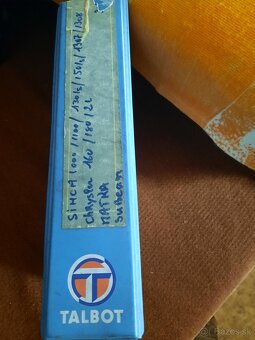 SiMCA 1000/1100/1301/1501/1307/1308
Chrysler 160/180/2L
MATRA
Sunbeam
TALBOT